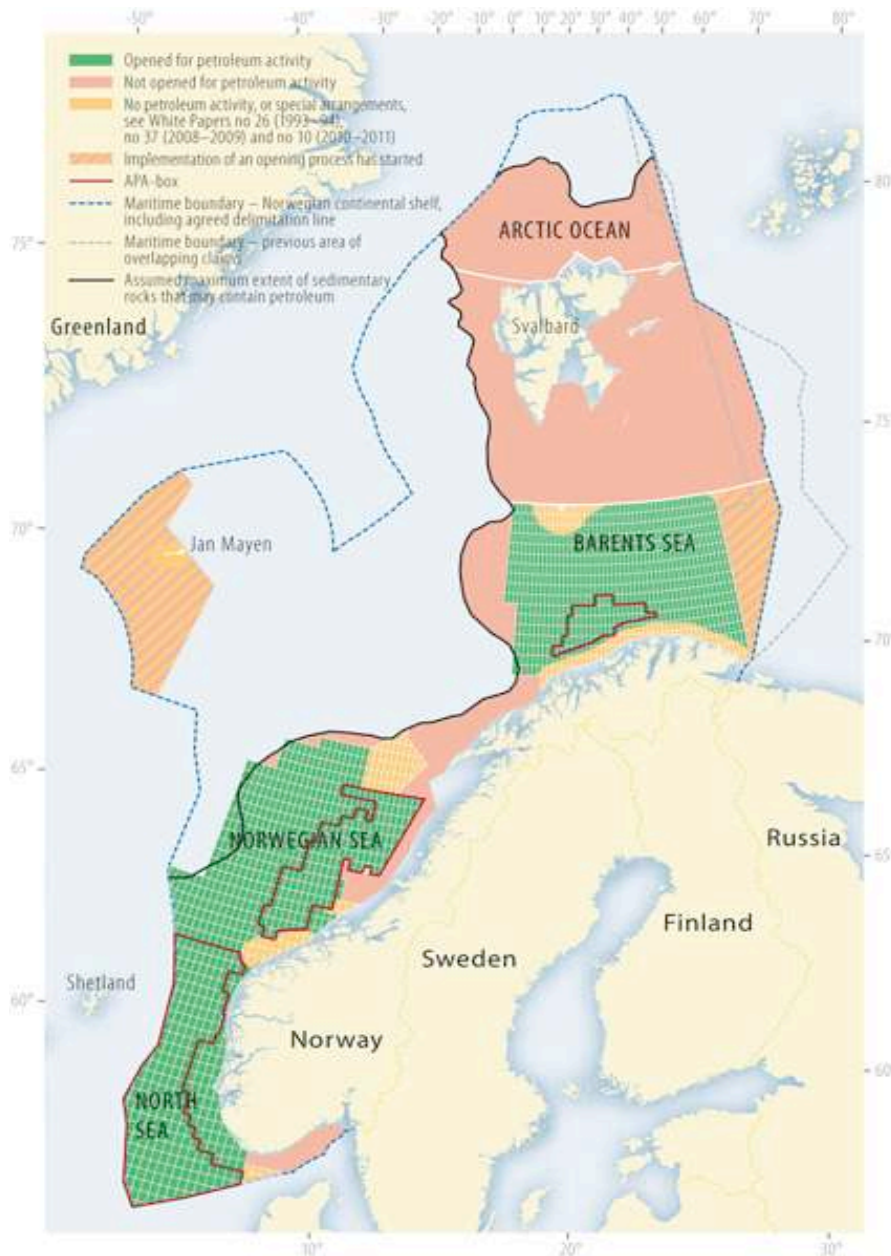 -50° -40° -30° -20° -10° 0° 10° 20° 30° 40° 50° 60° 70° 80°
Opened for petroleum activity
Not opened for petroleum activity
No petroleum activity, or special arrangements,
see White Papers no 26 (1993–94),
no 37 (2008–2009) and no 10 (2010–2011)
Implementation of an opening process has started
APA-box
Maritime boundary – Norwegian continental shelf,
including agreed delimitation line
Maritime boundary – previous area of
overlapping claims
Assumed maximum extent of sedimentary
rocks that may contain petroleum
80°
75°
ARCTIC OCEAN
Greenland
Svalbard
75°
70°
Jan Mayen
BARENTS SEA
70°
65°
NORWEGIAN SEA
Russia
65°
Finland
Sweden
Shetland
60°
Norway
60°
NORTH
SEA
10° 20° 30°